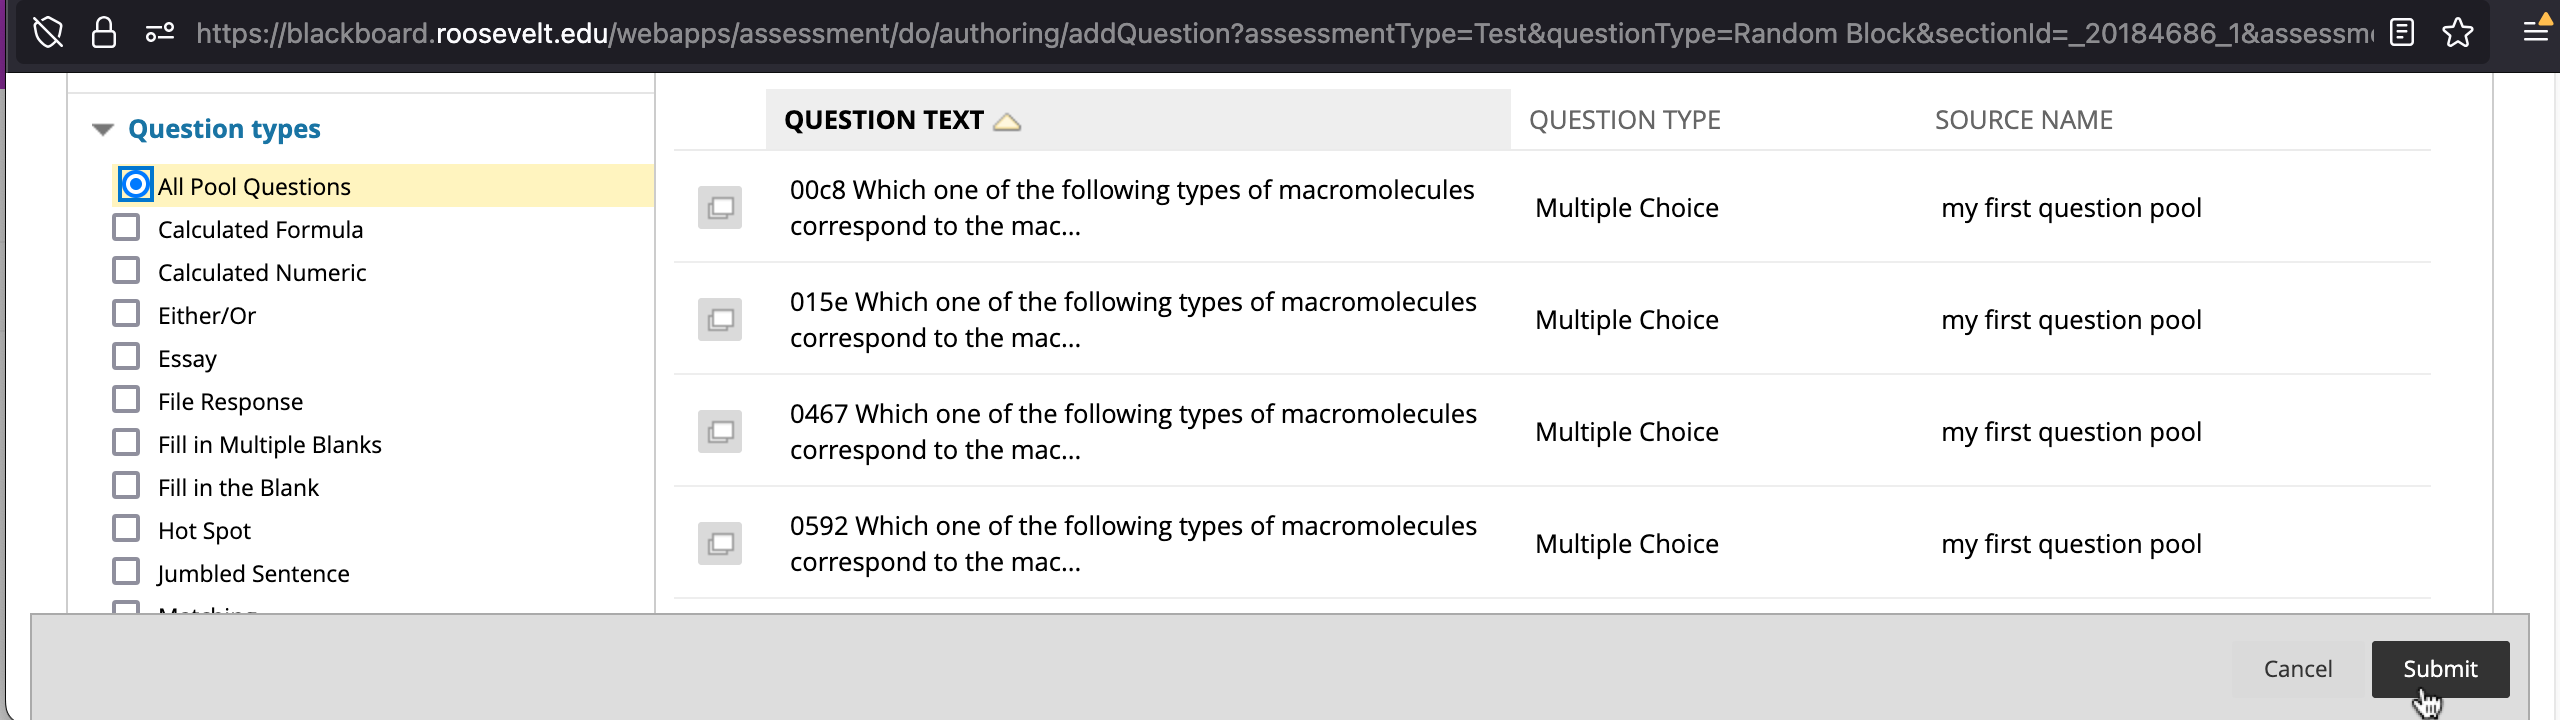 https://blackboard.roosevelt.edu/webapps/assessment/do/authoring/addQuestion?assessmentType=Test&questionType=Random Block&sectionId=_20184686_1&assessm
Question types
All Pool Questions
Calculated Formula
Calculated Numeric
Either/Or
Essay
File Response
Fill in Multiple Blanks
Fill in the Blank
Hot Spot
Jumbled Sentence
Matching
QUESTION TEXT QUESTION TYPE SOURCE NAME
00c8 Which one of the following types of macromolecules
correspond to the mac...
Multiple Choice
my first question pool
015e Which one of the following types of macromolecules
correspond to the mac...
Multiple Choice
my first question pool
0467 Which one of the following types of macromolecules
correspond to the mac...
Multiple Choice
my first question pool
0592 Which one of the following types of macromolecules
correspond to the mac...
Multiple Choice
my first question pool
Cancel
Submit